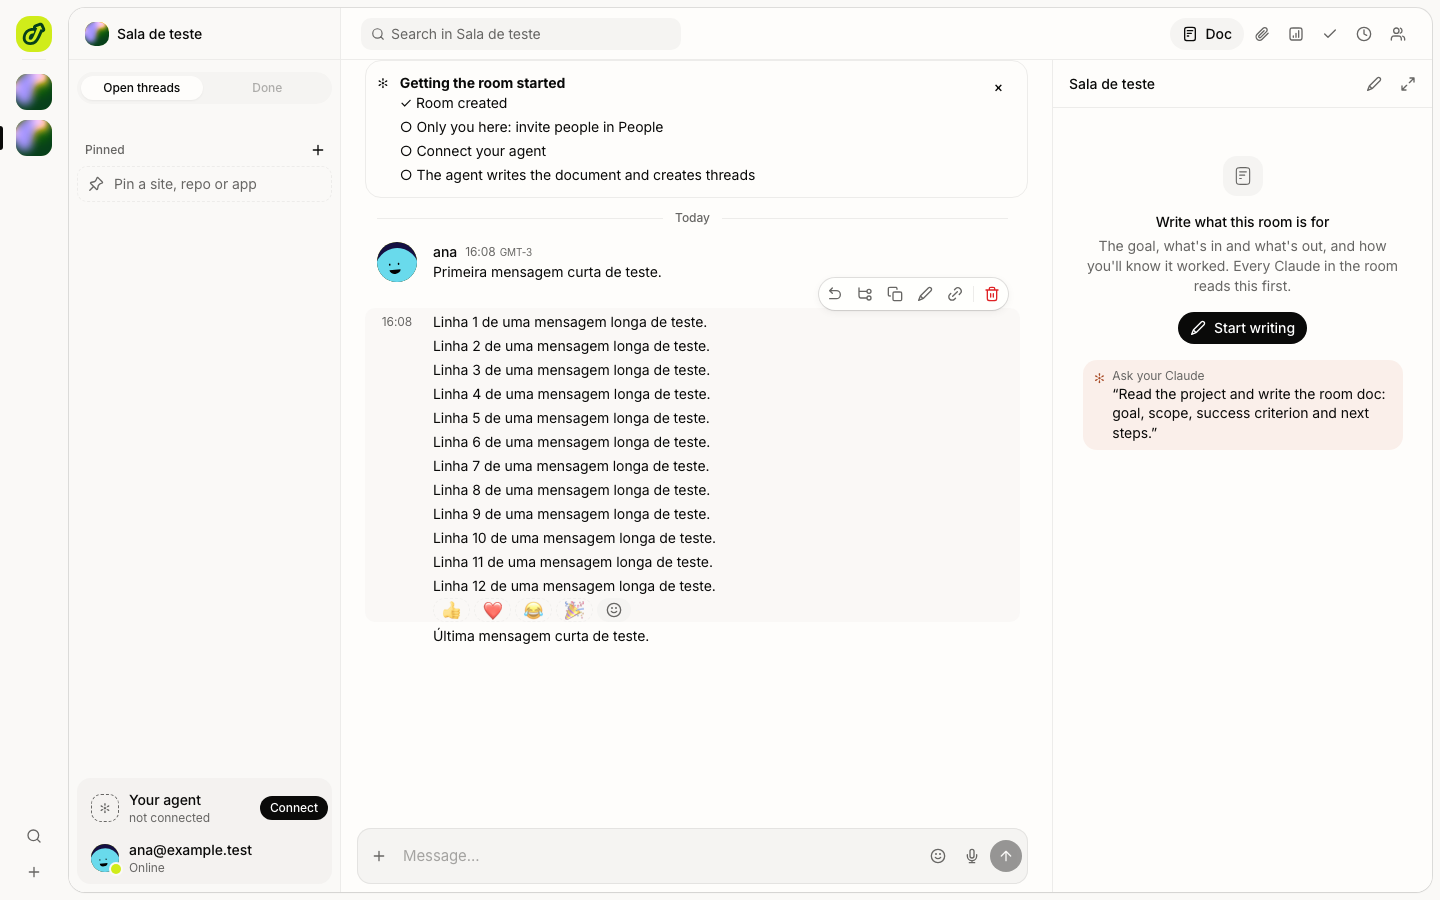 Sala de teste
Search in Sala de teste
Doc
Open threads
Done
Pinned
Pin a site, repo or app
Getting the room started
Room created
Only you here: invite people in People
Connect your agent
The agent writes the document and creates threads
Today
ana 16:08 GMT-3
Primeira mensagem curta de teste.
16:08 Linha 1 de uma mensagem longa de teste.
Linha 2 de uma mensagem longa de teste.
Linha 3 de uma mensagem longa de teste.
Linha 4 de uma mensagem longa de teste.
Linha 5 de uma mensagem longa de teste.
Linha 6 de uma mensagem longa de teste.
Linha 7 de uma mensagem longa de teste.
Linha 8 de uma mensagem longa de teste.
Linha 9 de uma mensagem longa de teste.
Linha 10 de uma mensagem longa de teste.
Linha 11 de uma mensagem longa de teste.
Linha 12 de uma mensagem longa de teste.
Última mensagem curta de teste.
Message...
Sala de teste
Write what this room is for
The goal, what's in and what's out, and how
you'll know it worked. Every Claude in the room
reads this first.
Start writing
Ask your Claude
“Read the project and write the room doc:
goal, scope, success criterion and next
steps.”
Your agent
not connected
Connect
ana@example.test
Online